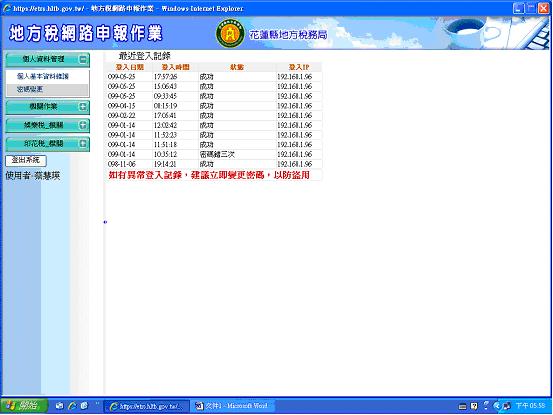 https://etrs.hltb.gov.tw/ - 地方稅網路申報作業 - Windows Internet Explorer
地方稅網路申報作業
花蓮縣地方稅務局
個人資料管理
個人基本資料維護
密碼變更
機關作業
娛樂稅_機關
印花稅_機關
登出系統
使用者-蔡慧瑛
最近登入記錄
登入日期 登入時間 狀態 登入IP
099-05-25 17:57:26 成功 192.168.1.96
099-05-25 15:06:43 成功 192.168.1.96
099-05-25 09:33:45 成功 192.168.1.96
099-04-15 08:15:19 成功 192.168.1.96
099-02-22 17:05:41 成功 192.168.1.96
099-01-14 12:02:42 成功 192.168.1.96
099-01-14 11:52:23 成功 192.168.1.96
099-01-14 11:51:18 成功 192.168.1.96
099-01-14 10:35:12 密碼錯三次 192.168.1.96
098-11-06 19:14:21 成功 192.168.1.96
如有異常登入記錄，建議立即變更密碼，以防盜用
開始
https://etrs.hltb.gov.tw/...
文件1 - Microsoft Word
下午 05:58